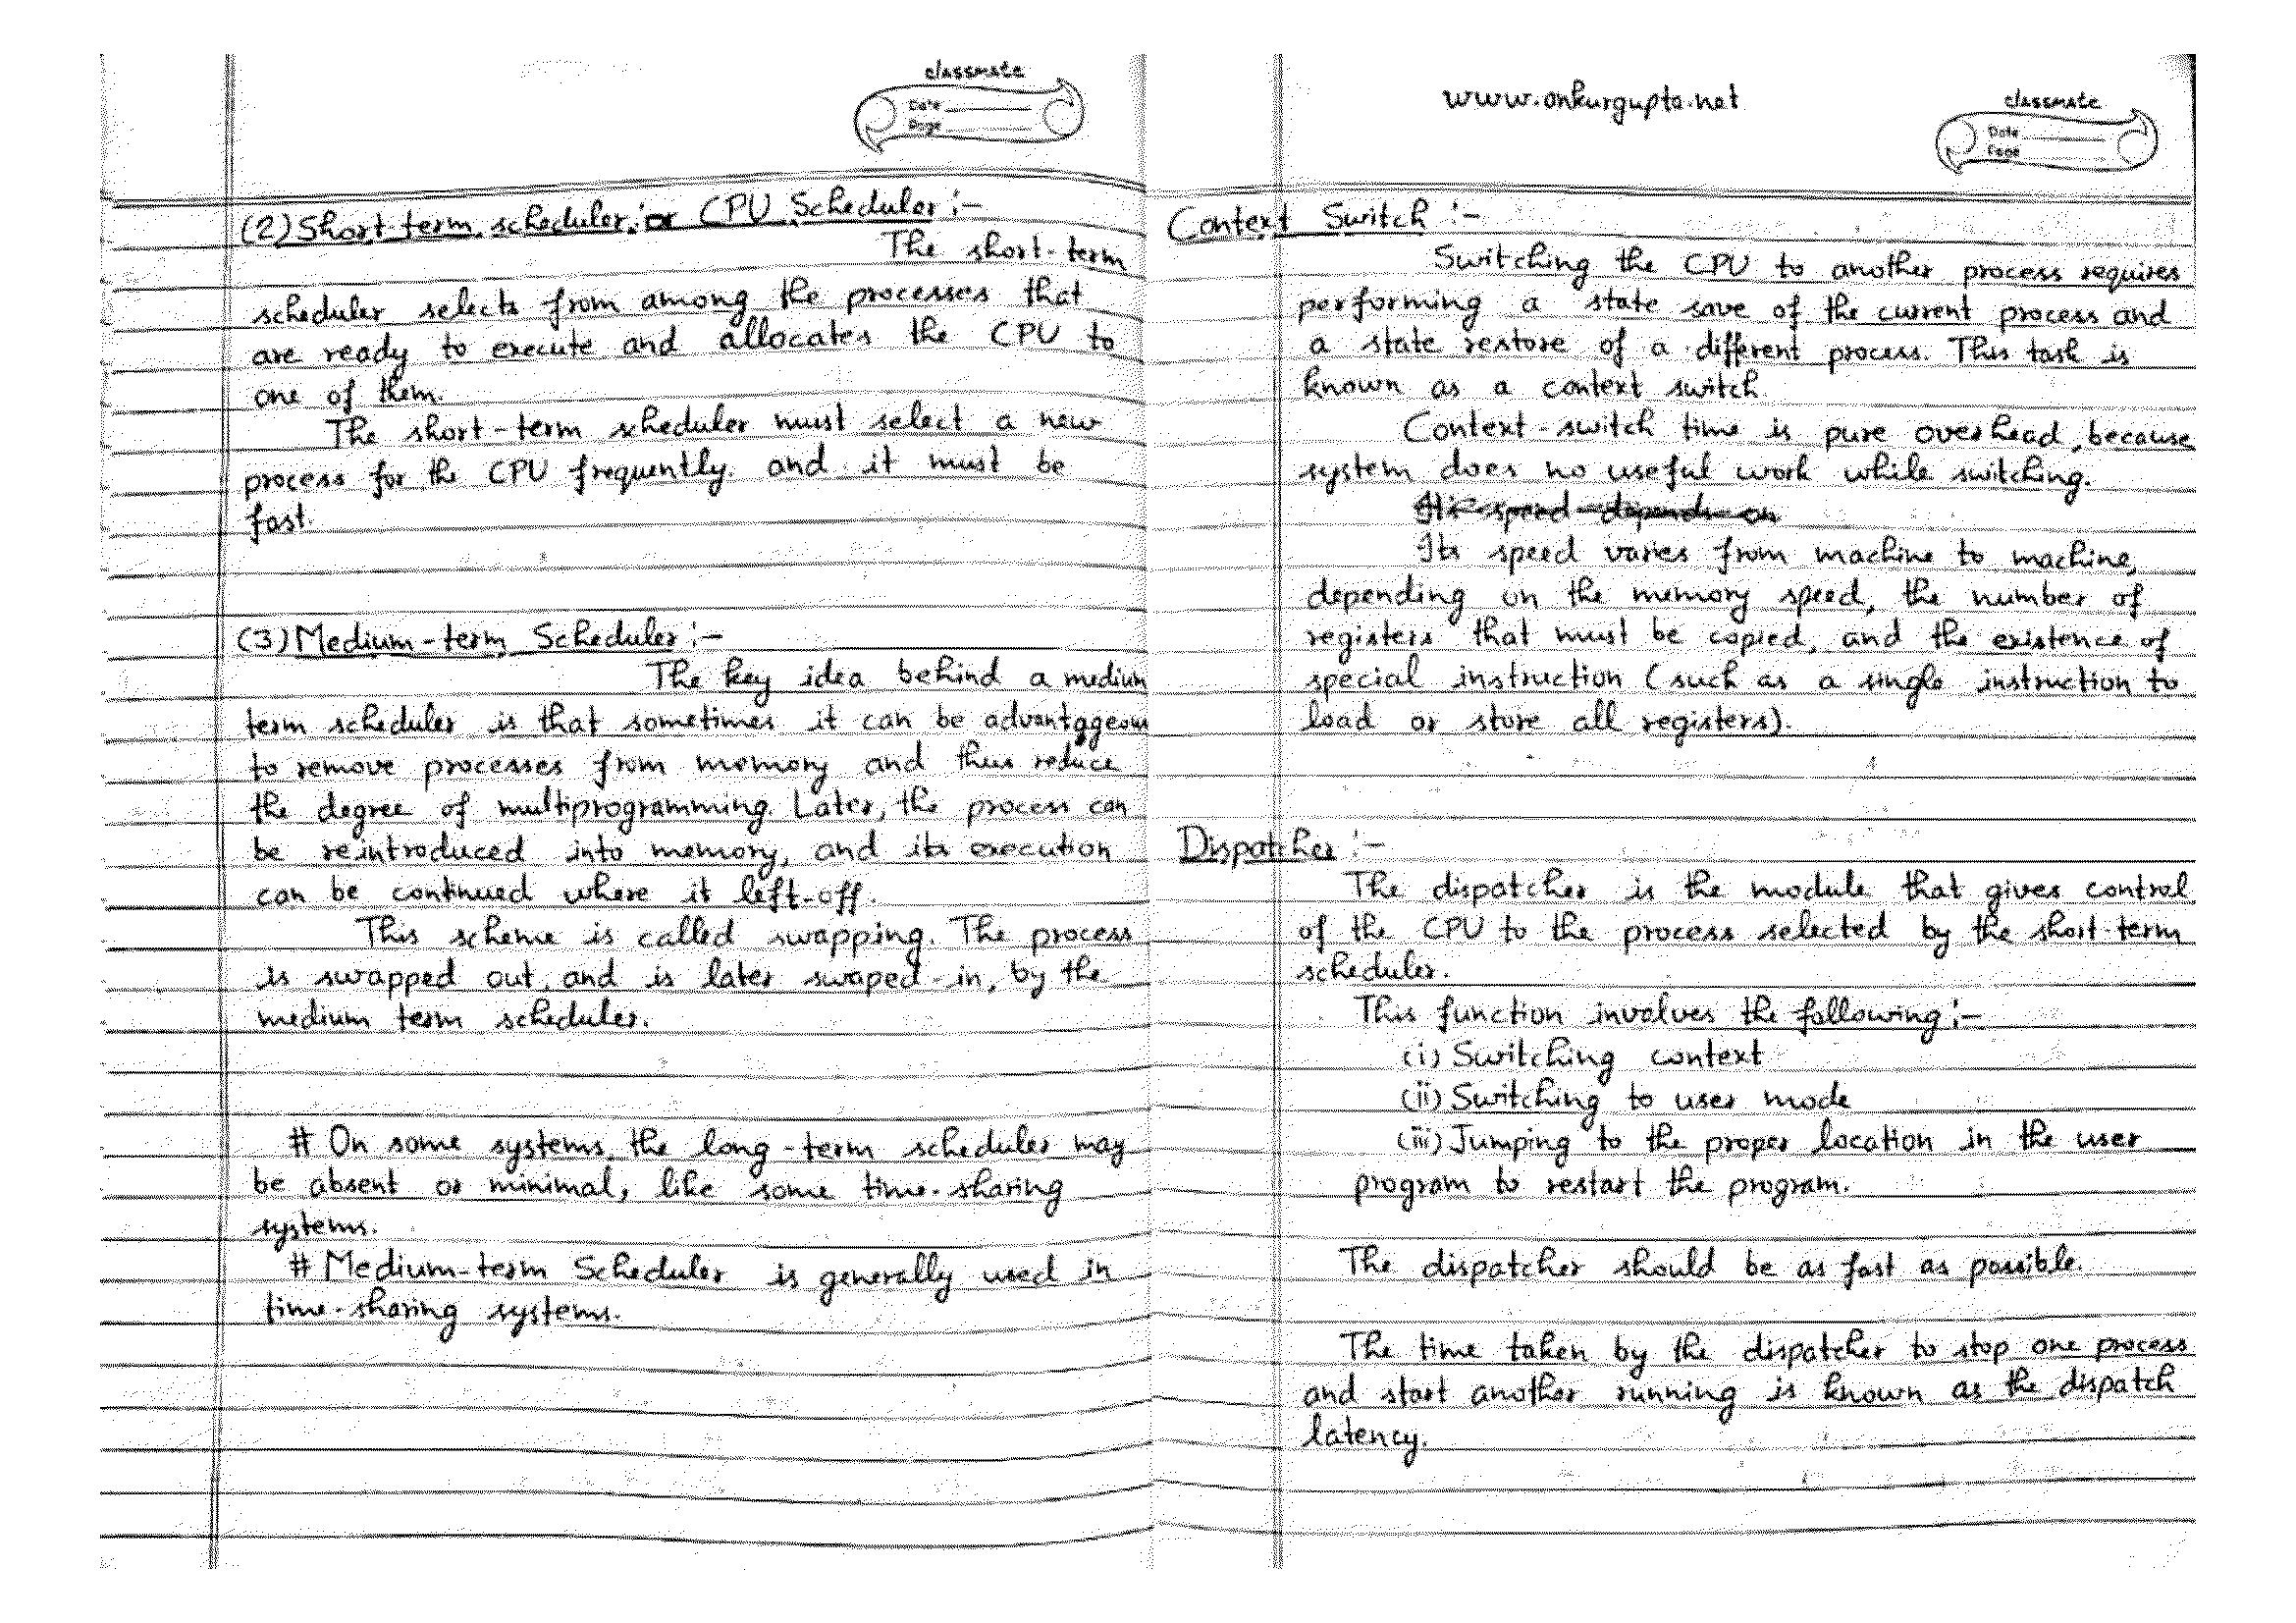 classmate
Date
Page
(2) Short term scheduler or CPU Scheduler :-
The short-term
scheduler selects from among the processes that
are ready to execute and allocates the CPU to
one of them.
The short-term scheduler must select a new
process for the CPU frequently and it must be
fast.
(3) Medium-term Scheduler :-
The key idea behind a medium
term scheduler is that sometimes it can be advantageous
to remove processes from memory and thus reduce
the degree of multiprogramming. Later, the process can
be reintroduced into memory, and its execution
can be continued where it left-off.
This scheme is called swapping. The process
is swapped out, and is later swaped-in, by the
medium term scheduler.
# On some systems, the long-term scheduler may
be absent or minimal, like some time-sharing
systems.
# Medium-term Scheduler is generally used in
time-sharing systems.
www.onkurgupta.net
classmate
Date
Page
Context Switch :-
Switching the CPU to another process requires
performing a state save of the current process and
a state restore of a different process. This task is
known as a context switch.
Context-switch time is pure overhead, because
system does no useful work while switching.
speed depends on
Its speed varies from machine to machine,
depending on the memory speed, the number of
registers that must be copied, and the existence of
special instruction (such as a single instruction to
load or store all registers).
Dispatcher :-
The dispatcher is the module that gives control
of the CPU to the process selected by the short-term
scheduler.
This function involves the following :-
(i) Switching context
(ii) Switching to user mode
(iii) Jumping to the proper location in the user
program to restart the program.
The dispatcher should be as fast as possible.
The time taken by the dispatcher to stop one process
and start another running is known as the dispatch
latency.